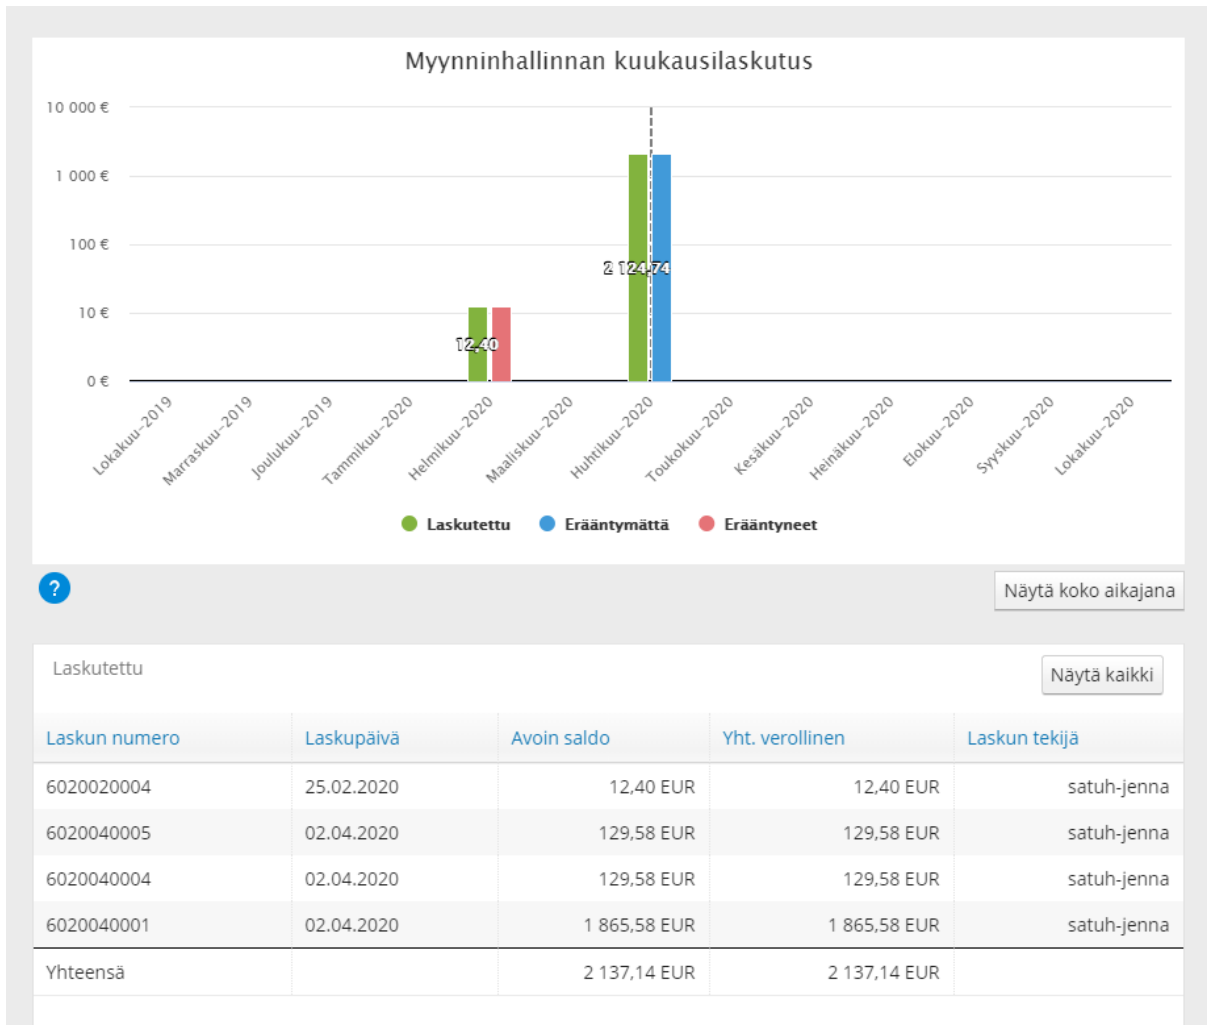 Myynninhallinnan kuukausilaskutus
10 000 €
1 000 €
100 €
10 €
0 €
2 124,74
12,40
Lokakuu-2019
Marraskuu-2019
Joulukuu-2019
Tammikuu-2020
Helmikuu-2020
Maaliskuu-2020
Huhtikuu-2020
Toukokuu-2020
Kesäkuu-2020
Heinäkuu-2020
Elokuu-2020
Syyskuu-2020
Lokakuu-2020
Laskutettu Erääntymättä Erääntyneet
?
Näytä koko aikajana
Laskutettu
Näytä kaikki
Laskun numero Laskupäivä Avoin saldo Yht. verollinen Laskun tekijä
6020020004 25.02.2020 12,40 EUR 12,40 EUR satuh-jenna
6020040005 02.04.2020 129,58 EUR 129,58 EUR satuh-jenna
6020040004 02.04.2020 129,58 EUR 129,58 EUR satuh-jenna
6020040001 02.04.2020 1 865,58 EUR 1 865,58 EUR satuh-jenna
Yhteensä 2 137,14 EUR 2 137,14 EUR